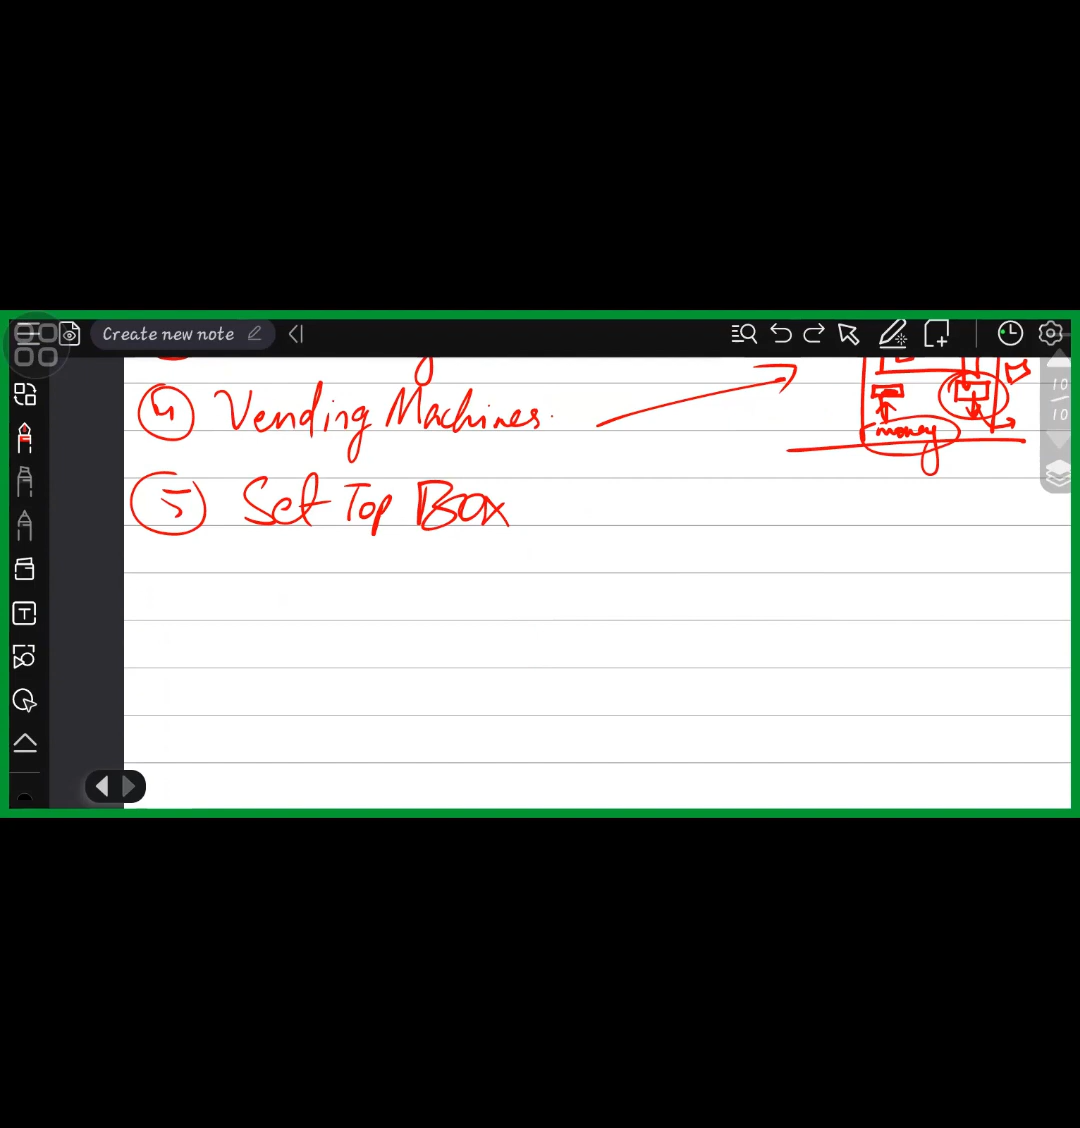 Create new note
10
10
④ Vending Machines.
money
⑤ Set Top Box